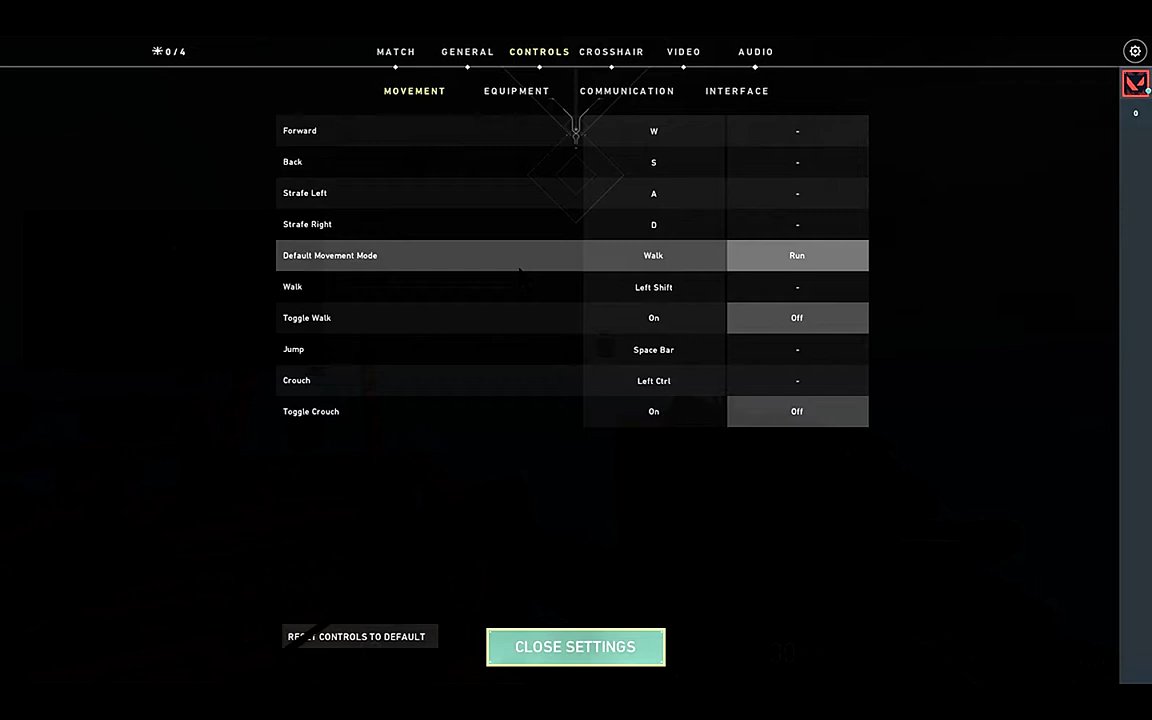 0/4
MATCH GENERAL CONTROLS CROSSHAIR VIDEO AUDIO
MOVEMENT EQUIPMENT COMMUNICATION INTERFACE
0
Forward W -
Back S -
Strafe Left A -
Strafe Right D -
Default Movement Mode Walk Run
Walk Left Shift -
Toggle Walk On Off
Jump Space Bar -
Crouch Left Ctrl -
Toggle Crouch On Off
RESET CONTROLS TO DEFAULT
CLOSE SETTINGS